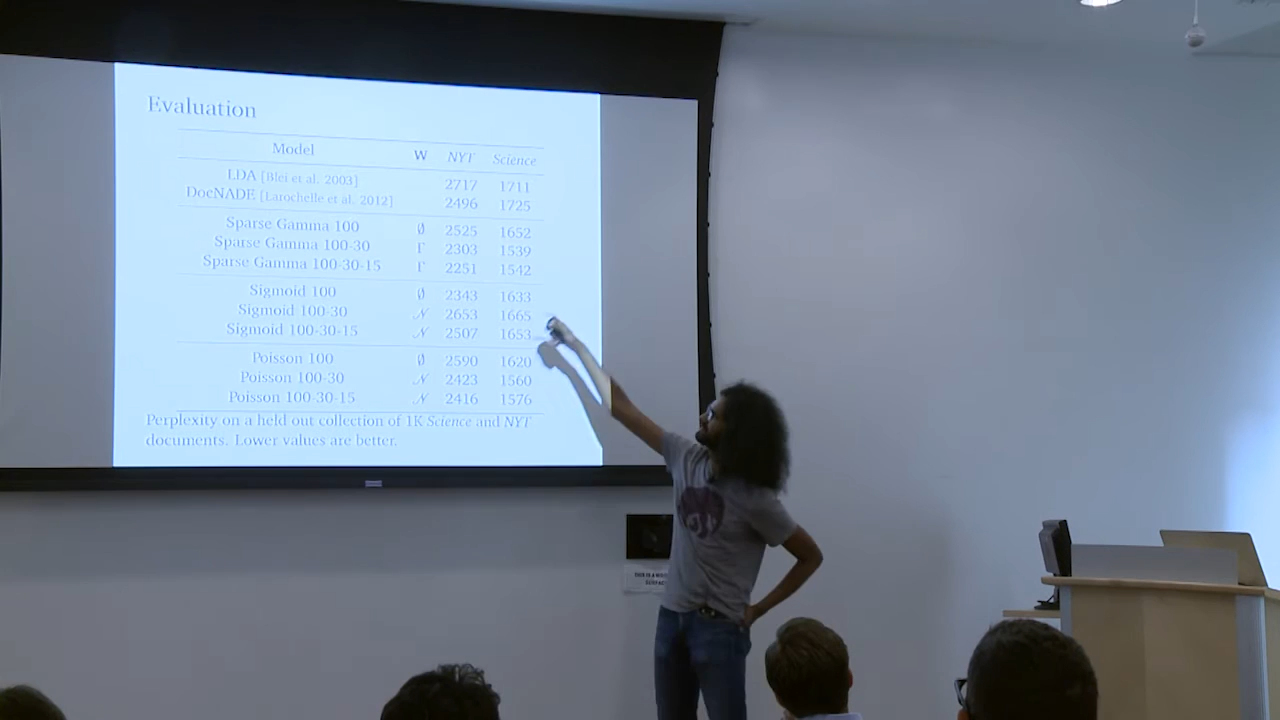 Evaluation
Model W NYT Science
LDA [Blei et al. 2003] 2717 1711
DocNADE [Larochelle et al. 2012] 2496 1725
Sparse Gamma 100 ∅ 2525 1652
Sparse Gamma 100-30 Γ 2303 1539
Sparse Gamma 100-30-15 Γ 2251 1542
Sigmoid 100 ∅ 2343 1633
Sigmoid 100-30 𝒩 2653 1665
Sigmoid 100-30-15 𝒩 2507 1653
Poisson 100 ∅ 2590 1620
Poisson 100-30 𝒩 2423 1560
Poisson 100-30-15 𝒩 2416 1576
Perplexity on a held out collection of 1K Science and NYT
documents. Lower values are better.
THIS IS A